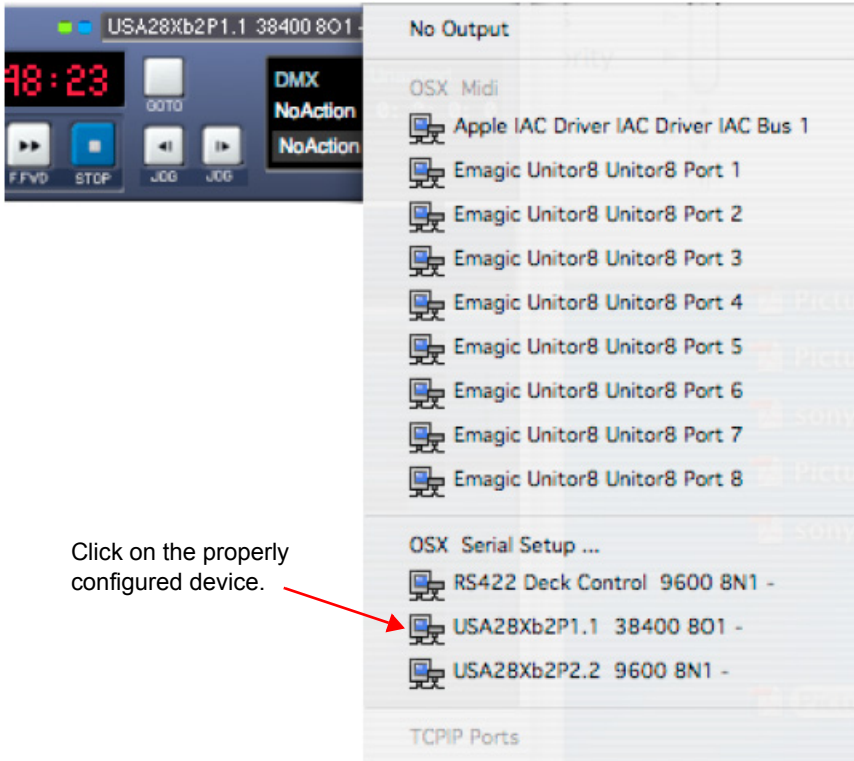 USA28Xb2P1.1 38400 8O1 -
48:23
GOTO
DMX
NoAction
NoAction
F.FWD STOP JOG JOG
No Output
OSX Midi
Apple IAC Driver IAC Driver IAC Bus 1
Emagic Unitor8 Unitor8 Port 1
Emagic Unitor8 Unitor8 Port 2
Emagic Unitor8 Unitor8 Port 3
Emagic Unitor8 Unitor8 Port 4
Emagic Unitor8 Unitor8 Port 5
Emagic Unitor8 Unitor8 Port 6
Emagic Unitor8 Unitor8 Port 7
Emagic Unitor8 Unitor8 Port 8
Click on the properly
configured device.
OSX Serial Setup ...
RS422 Deck Control 9600 8N1 -
USA28Xb2P1.1 38400 8O1 -
USA28Xb2P2.2 9600 8N1 -
TCPIP Ports